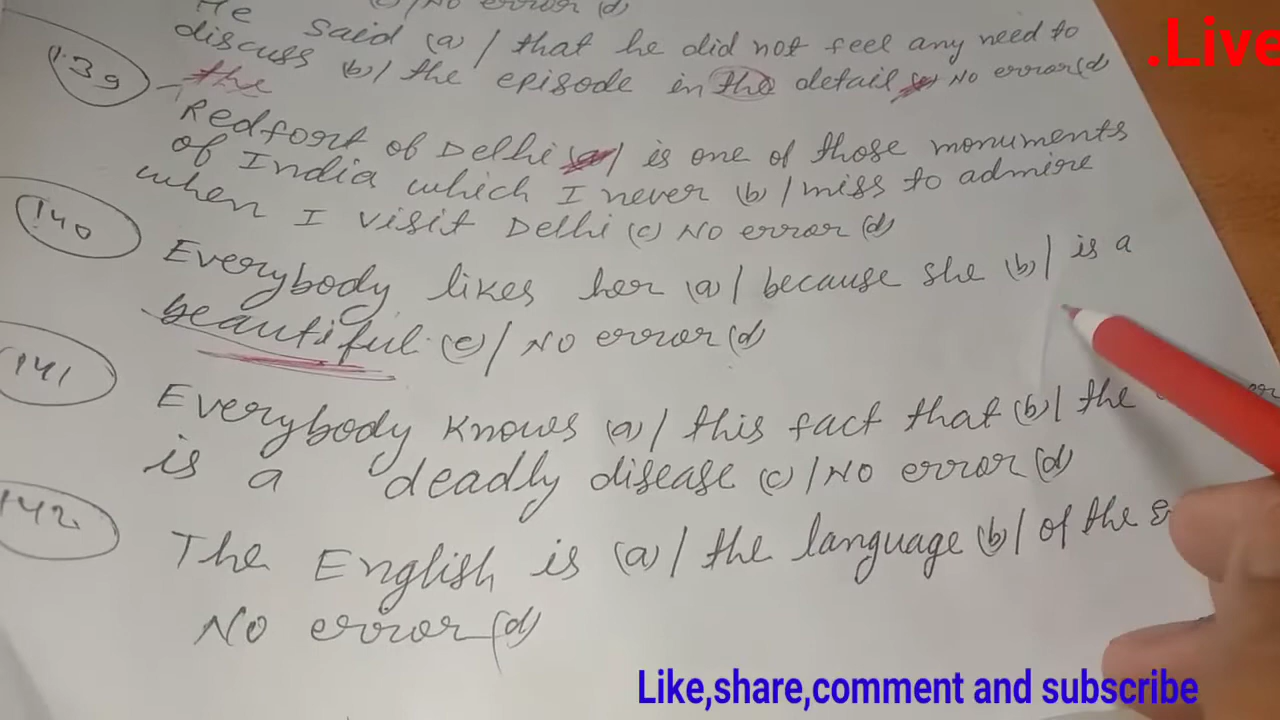 (c)/No error (d)
He said (a) / that he did not feel any need to
.Live
discuss (b)/ the episode in the detail No error(d
139
the
Redfort of Delhi (a)/ is one of those monuments
of India which I never (b) / miss to admire
when I visit Delhi (c) No error (d)
140
Everybody likes her (a) / because she (b)/ is a
beautiful. (c)/ No error (d)
141
Everybody knows (a)/ this fact that (b)/ the
is a deadly disease (c)/No error (d)
142
The English is (a)/ the language (b)/ of the
No error (d)
Like,share,comment and subscribe